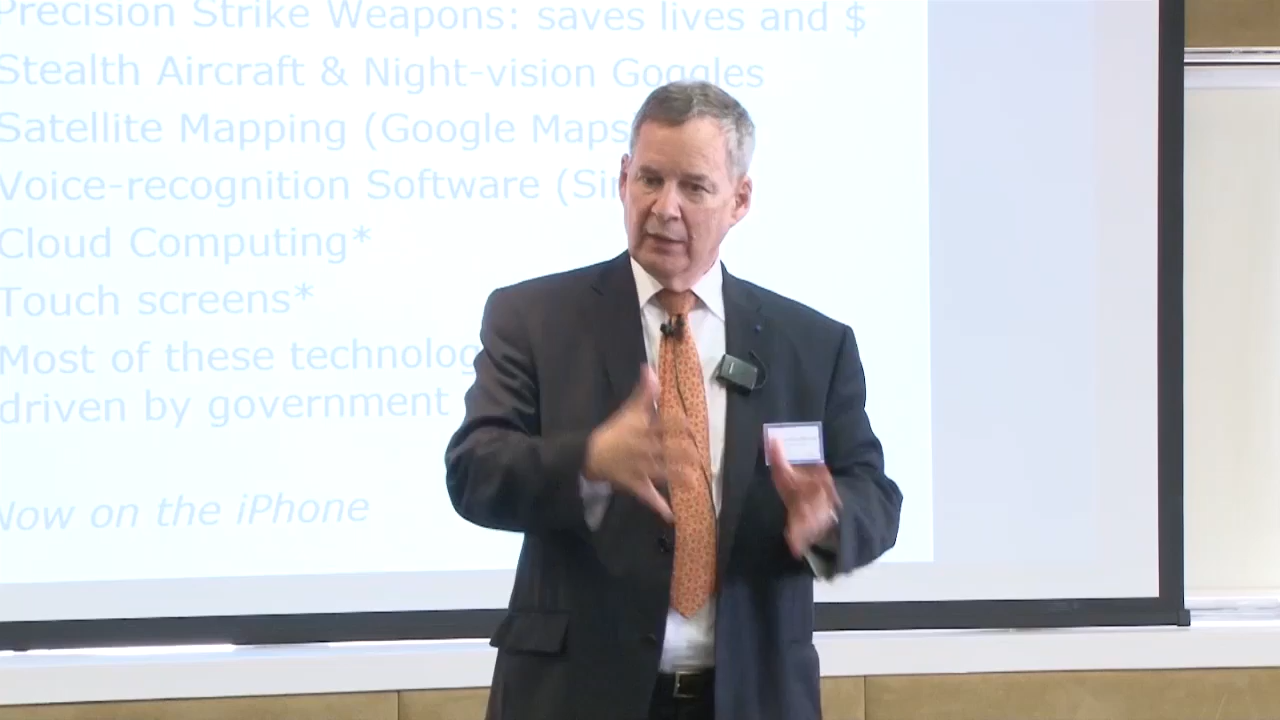 Precision Strike Weapons: saves lives and $
Stealth Aircraft & Night-vision Goggles
Satellite Mapping (Google Maps
Voice-recognition Software (Siri
Cloud Computing*
Touch screens*
Most of these technolog
driven by government
Now on the iPhone